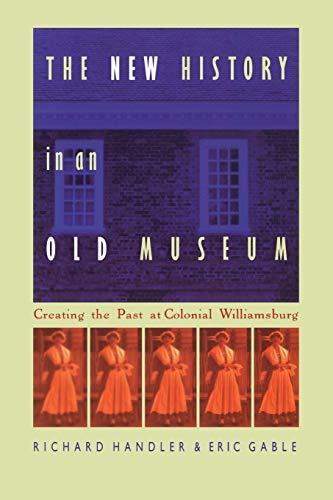 THE NEW HISTORY
in an
OLD MUSEUM
Creating the Past at Colonial Williamsburg
RICHARD HANDLER & ERIC GABLE